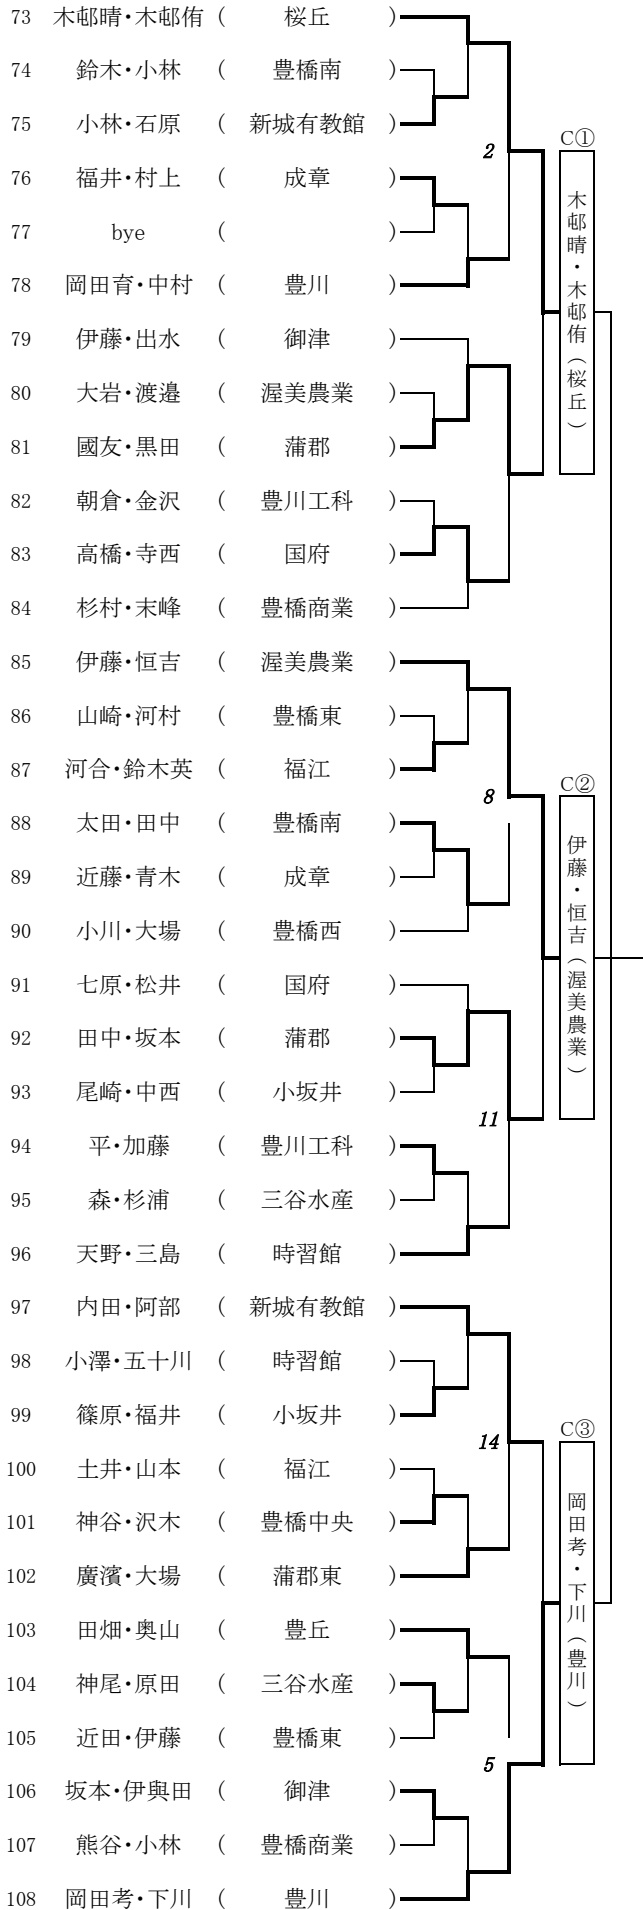 73 木邨晴・木邨侑 ( 桜丘 )
74 鈴木・小林 ( 豊橋南 )
75 小林・石原 ( 新城有教館 )
76 福井・村上 ( 成章 )
77 bye ( )
78 岡田育・中村 ( 豊川 )
79 伊藤・出水 ( 御津 )
80 大岩・渡邉 ( 渥美農業 )
81 國友・黒田 ( 蒲郡 )
82 朝倉・金沢 ( 豊川工科 )
83 高橋・寺西 ( 国府 )
84 杉村・末峰 ( 豊橋商業 )
85 伊藤・恒吉 ( 渥美農業 )
86 山崎・河村 ( 豊橋東 )
87 河合・鈴木英 ( 福江 )
88 太田・田中 ( 豊橋南 )
89 近藤・青木 ( 成章 )
90 小川・大場 ( 豊橋西 )
91 七原・松井 ( 国府 )
92 田中・坂本 ( 蒲郡 )
93 尾崎・中西 ( 小坂井 )
94 平・加藤 ( 豊川工科 )
95 森・杉浦 ( 三谷水産 )
96 天野・三島 ( 時習館 )
97 内田・阿部 ( 新城有教館 )
98 小澤・五十川 ( 時習館 )
99 篠原・福井 ( 小坂井 )
100 土井・山本 ( 福江 )
101 神谷・沢木 ( 豊橋中央 )
102 廣濱・大場 ( 蒲郡東 )
103 田畑・奥山 ( 豊丘 )
104 神尾・原田 ( 三谷水産 )
105 近田・伊藤 ( 豊橋東 )
106 坂本・伊與田 ( 御津 )
107 熊谷・小林 ( 豊橋商業 )
108 岡田考・下川 ( 豊川 )
2
8
11
14
5
C①
木邨晴・木邨侑(桜丘)
C②
伊藤・恒吉(渥美農業)
C③
岡田考・下川(豊川)